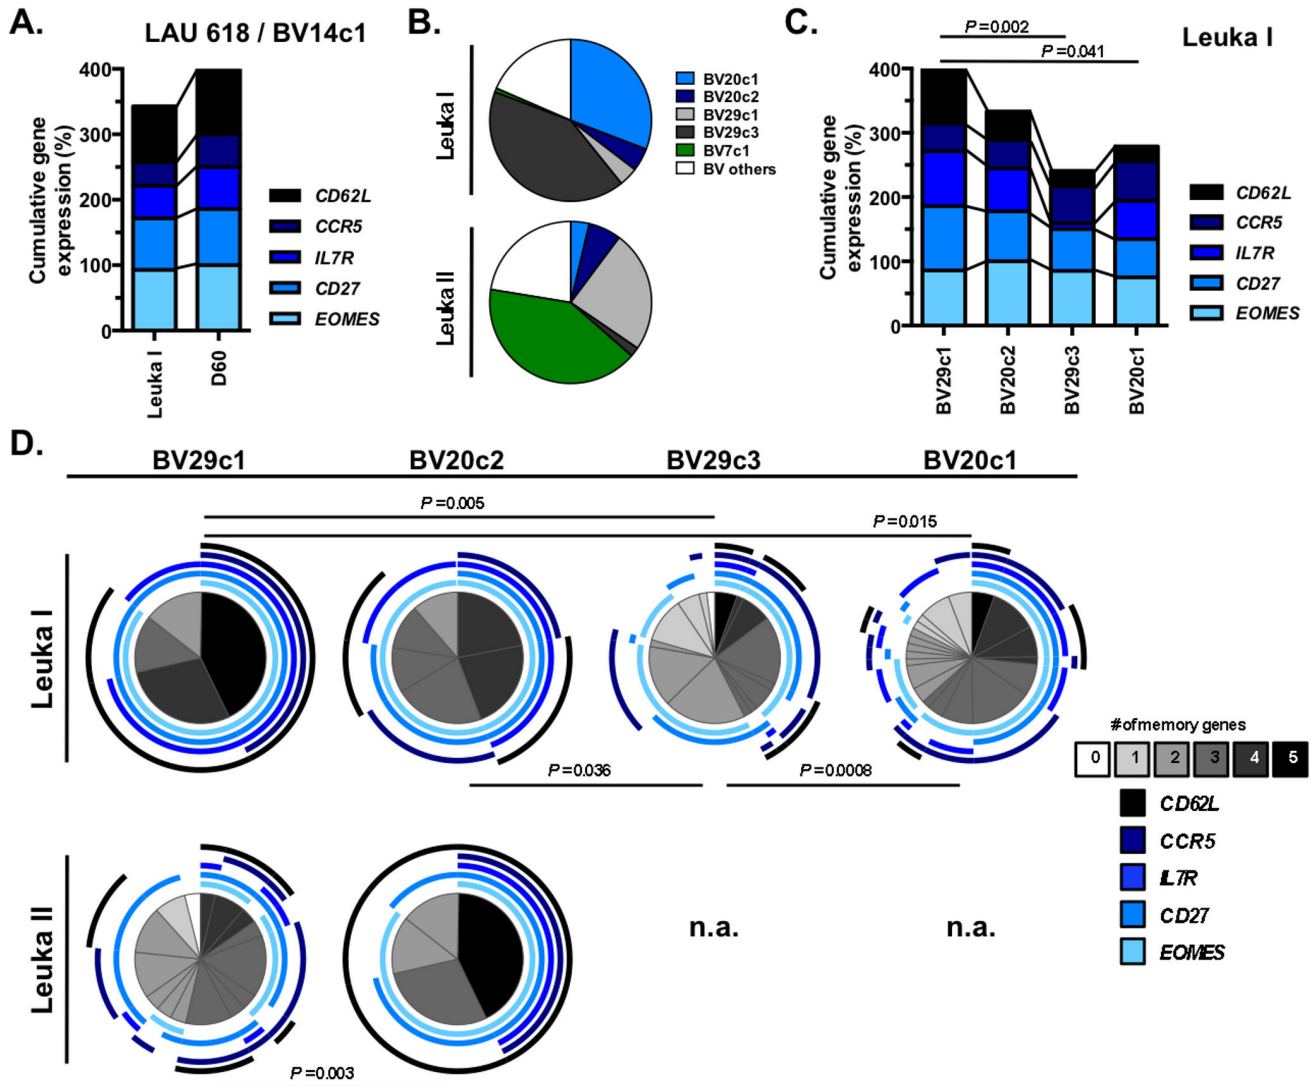 A.
LAU 618 / BV14c1
Cumulative gene
expression (%)
400
300
200
100
0
Leuka I
D60
CD62L
CCR5
IL7R
CD27
EOMES
B.
Leuka I
Leuka II
BV20c1
BV20c2
BV29c1
BV29c3
BV7c1
BV others
C.
P =0.002
P =0.041
Leuka I
Cumulative gene
expression (%)
400
300
200
100
0
BV29c1
BV20c2
BV29c3
BV20c1
CD62L
CCR5
IL7R
CD27
EOMES
D.
BV29c1 BV20c2 BV29c3 BV20c1
P =0.005
P =0.015
Leuka I
P =0.036
P =0.0008
Leuka II
n.a.
n.a.
P =0.003
# of memory genes
0 1 2 3 4 5
CD62L
CCR5
IL7R
CD27
EOMES